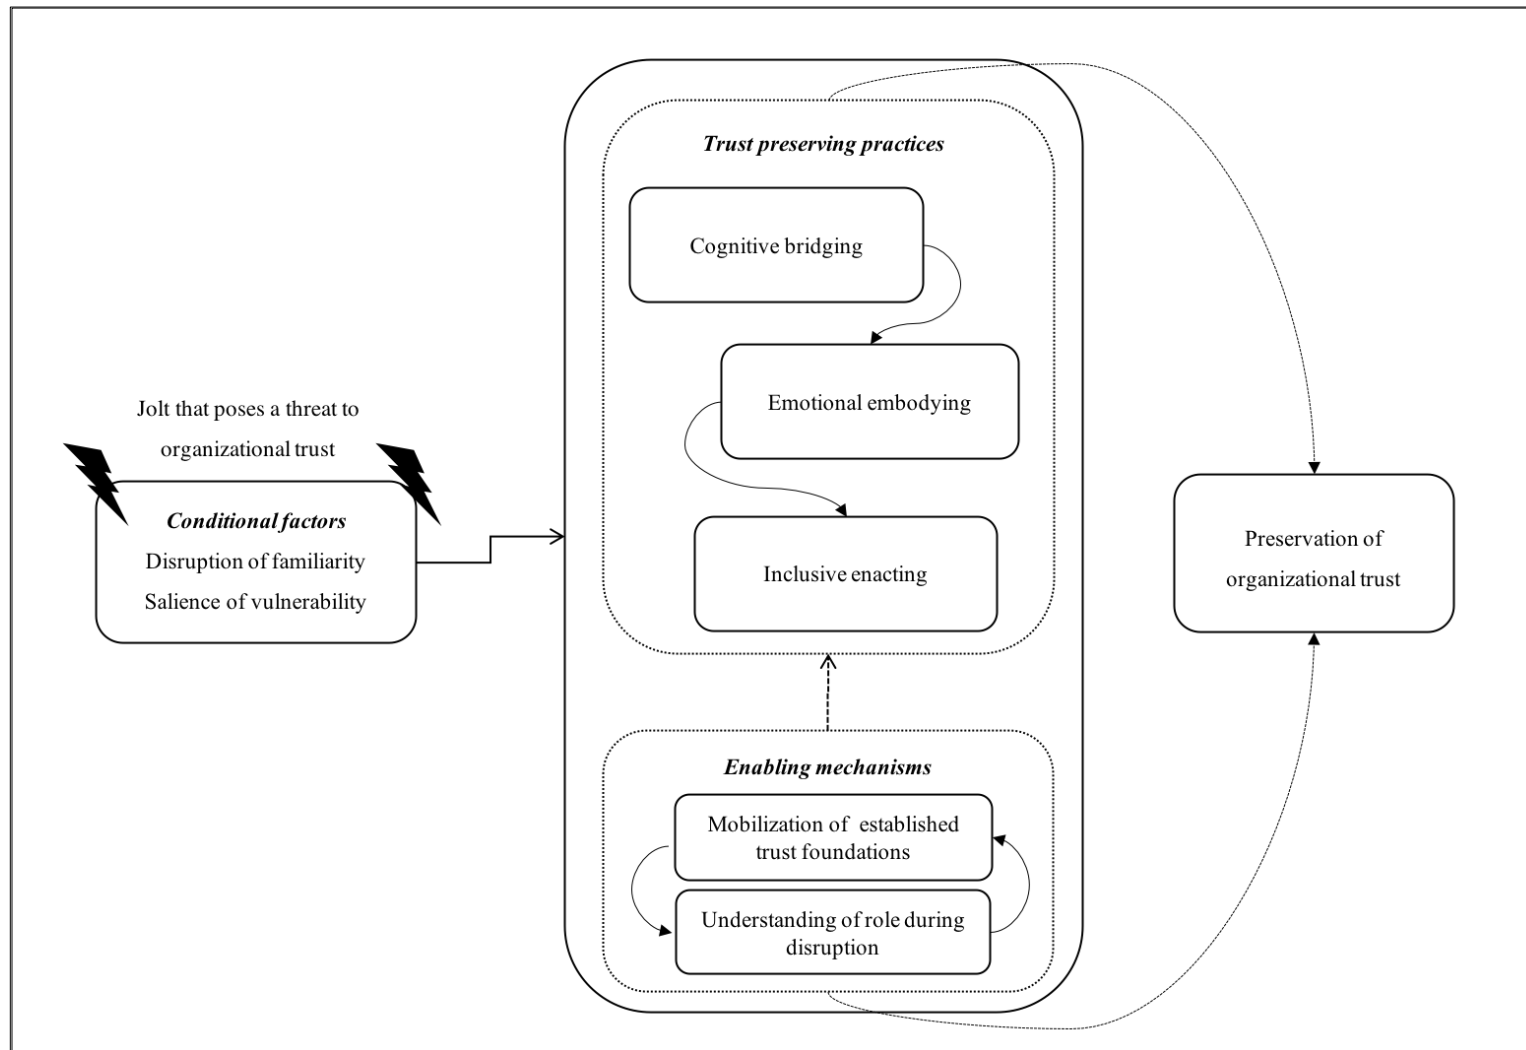 Jolt that poses a threat to
organizational trust
Conditional factors
Disruption of familiarity
Salience of vulnerability
Trust preserving practices
Cognitive bridging
Emotional embodying
Inclusive enacting
Enabling mechanisms
Mobilization of  established
trust foundations
Understanding of role during
disruption
Preservation of
organizational trust